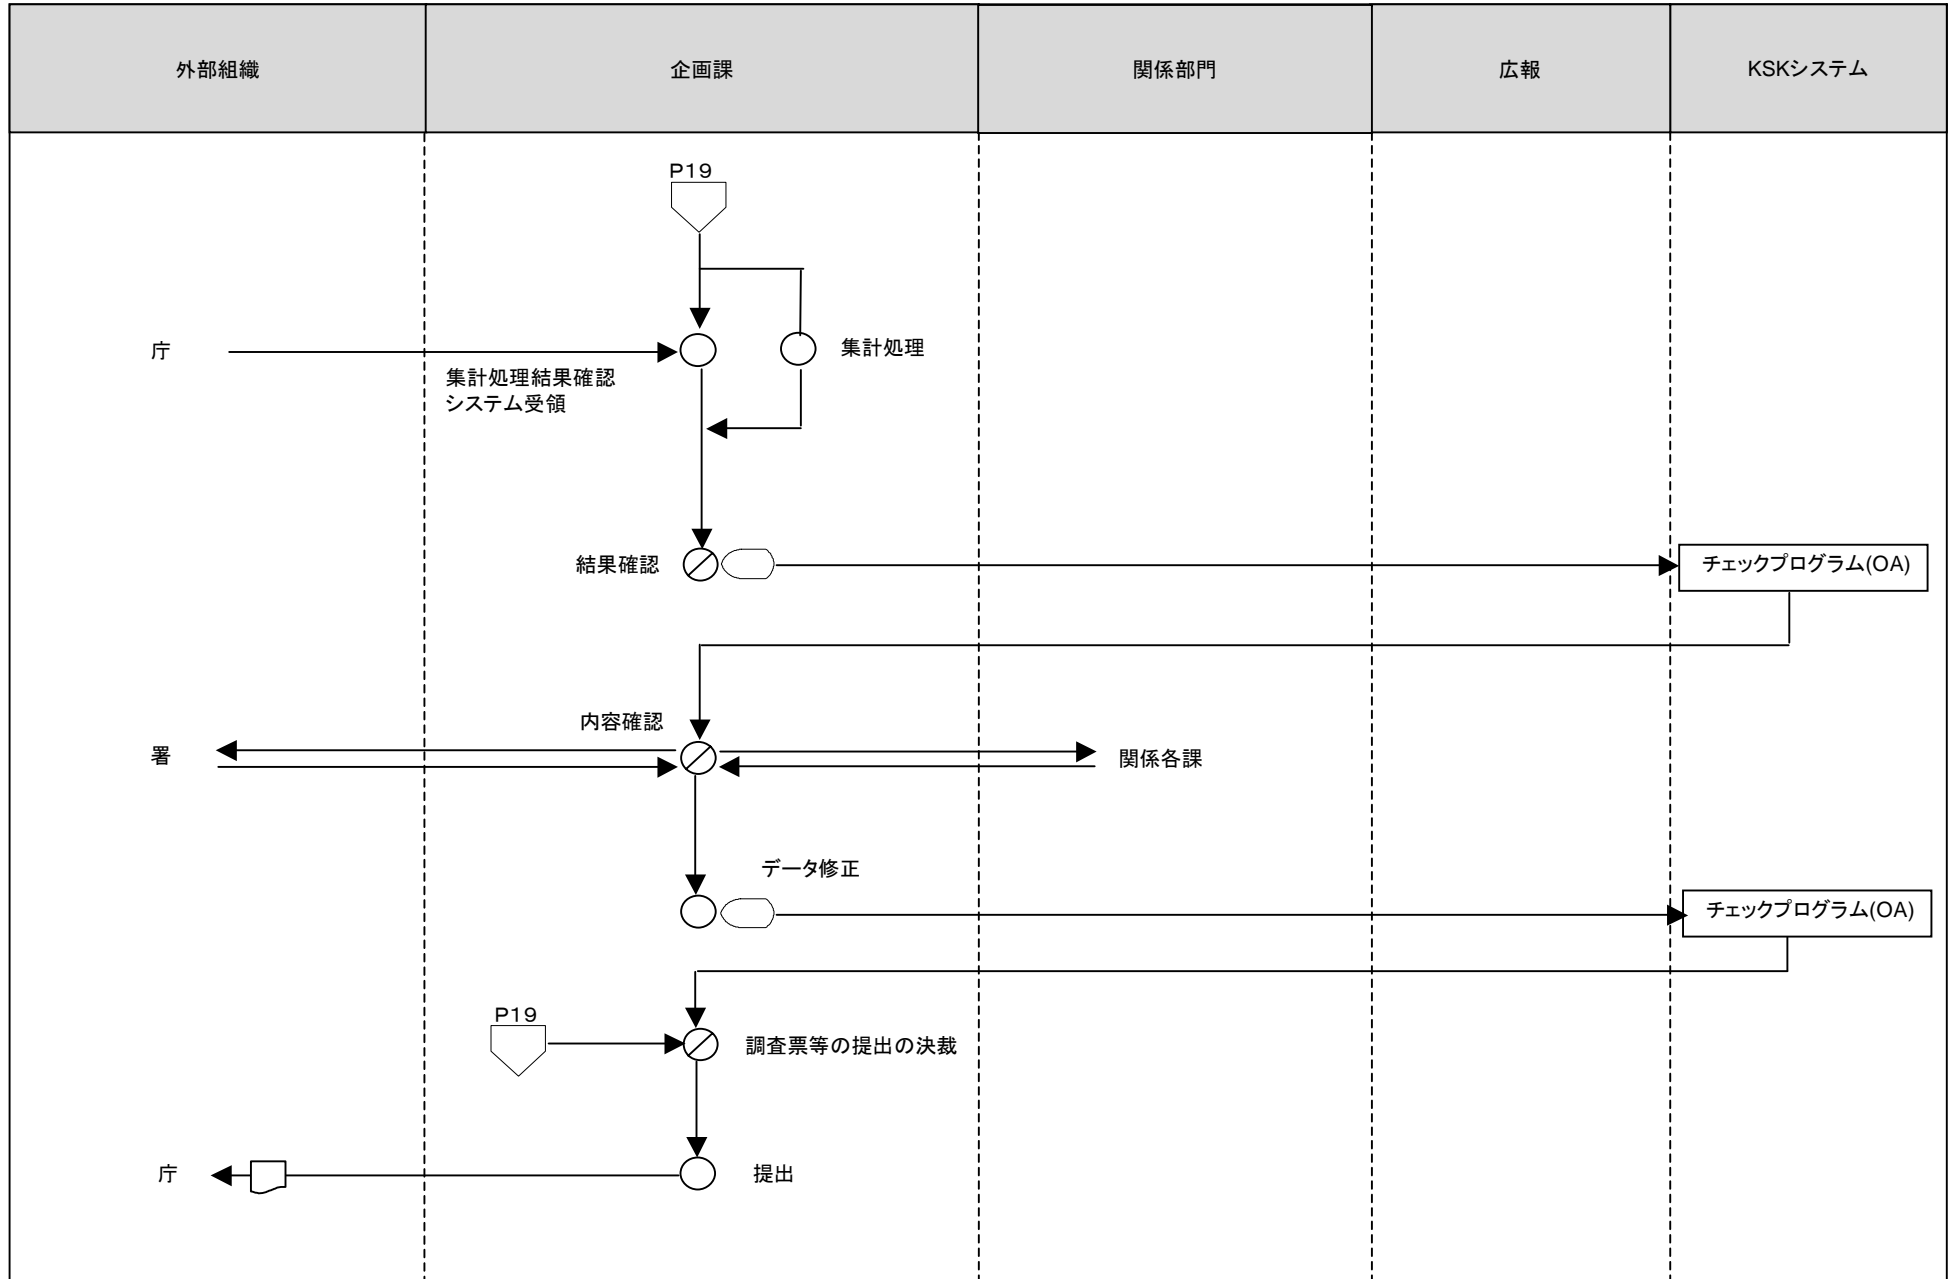 外部組織
企画課
関係部門
広報
KSKシステム
P19
庁
集計処理
集計処理結果確認
システム受領
結果確認
チェックプログラム(OA)
内容確認
署
関係各課
データ修正
チェックプログラム(OA)
P19
調査票等の提出の決裁
庁
提出